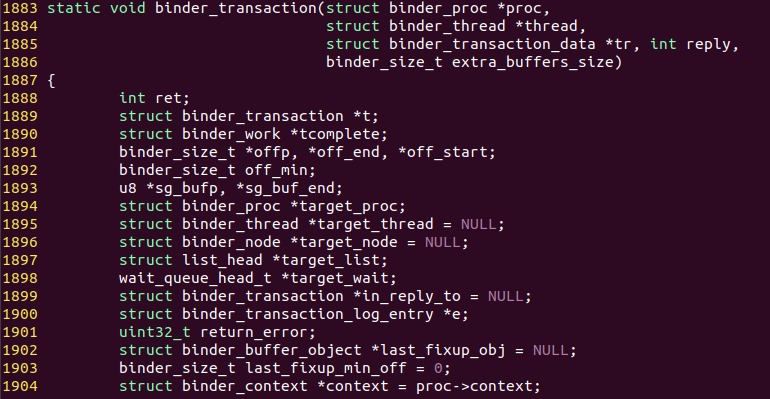 1883 static void binder_transaction(struct binder_proc *proc,
1884                                struct binder_thread *thread,
1885                                struct binder_transaction_data *tr, int reply,
1886                                binder_size_t extra_buffers_size)
1887 {
1888         int ret;
1889         struct binder_transaction *t;
1890         struct binder_work *tcomplete;
1891         binder_size_t *offp, *off_end, *off_start;
1892         binder_size_t off_min;
1893         u8 *sg_bufp, *sg_buf_end;
1894         struct binder_proc *target_proc;
1895         struct binder_thread *target_thread = NULL;
1896         struct binder_node *target_node = NULL;
1897         struct list_head *target_list;
1898         wait_queue_head_t *target_wait;
1899         struct binder_transaction *in_reply_to = NULL;
1900         struct binder_transaction_log_entry *e;
1901         uint32_t return_error;
1902         struct binder_buffer_object *last_fixup_obj = NULL;
1903         binder_size_t last_fixup_min_off = 0;
1904         struct binder_context *context = proc->context;